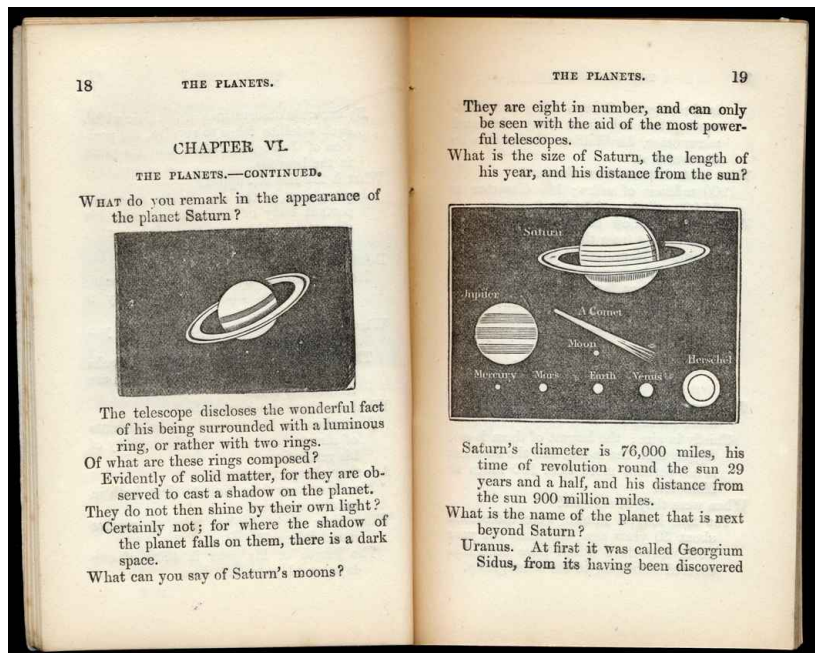 18 THE PLANETS.
CHAPTER VI.
THE PLANETS.—CONTINUED.
WHAT do you remark in the appearance of
the planet Saturn?
The telescope discloses the wonderful fact
of his being surrounded with a luminous
ring, or rather with two rings.
Of what are these rings composed?
Evidently of solid matter, for they are ob-
served to cast a shadow on the planet.
They do not then shine by their own light?
Certainly not; for where the shadow of
the planet falls on them, there is a dark
space.
What can you say of Saturn's moons?
THE PLANETS. 19
They are eight in number, and can only
be seen with the aid of the most power-
ful telescopes.
What is the size of Saturn, the length of
his year, and his distance from the sun?
Saturn
Jupiter
A Comet
Moon
Herschel
Mercury Mars Earth Venus
Saturn's diameter is 76,000 miles, his
time of revolution round the sun 29
years and a half, and his distance from
the sun 900 million miles.
What is the name of the planet that is next
beyond Saturn?
Uranus. At first it was called Georgium
Sidus, from its having been discovered